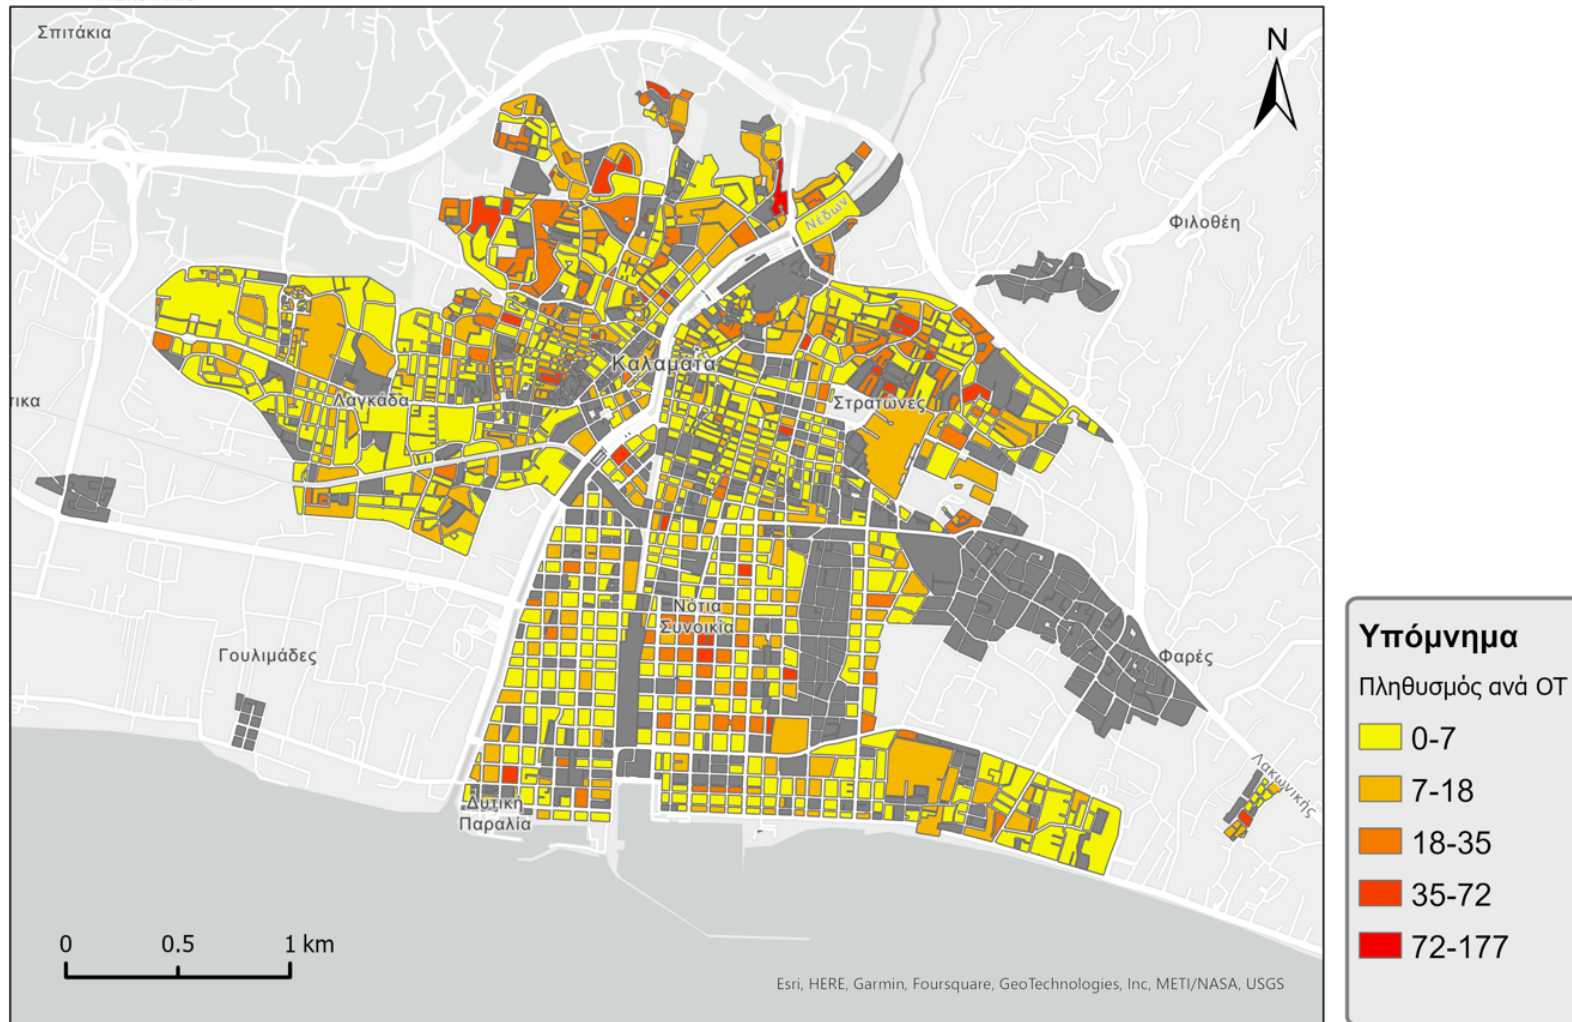 Σπιτάκια
N
Φιλοθέη
Νέδων
Καλαμάτα
Λαγκάδα
τικα
Στρατώνες
Νότια
Συνοικία
Γουλιμάδες
Φαρές
Λακωνικής
Δυτική
Παραλία
0 0.5 1 km
Esri, HERE, Garmin, Foursquare, GeoTechnologies, Inc, METI/NASA, USGS
Υπόμνημα
Πληθυσμός ανά ΟΤ
0-7
7-18
18-35
35-72
72-177